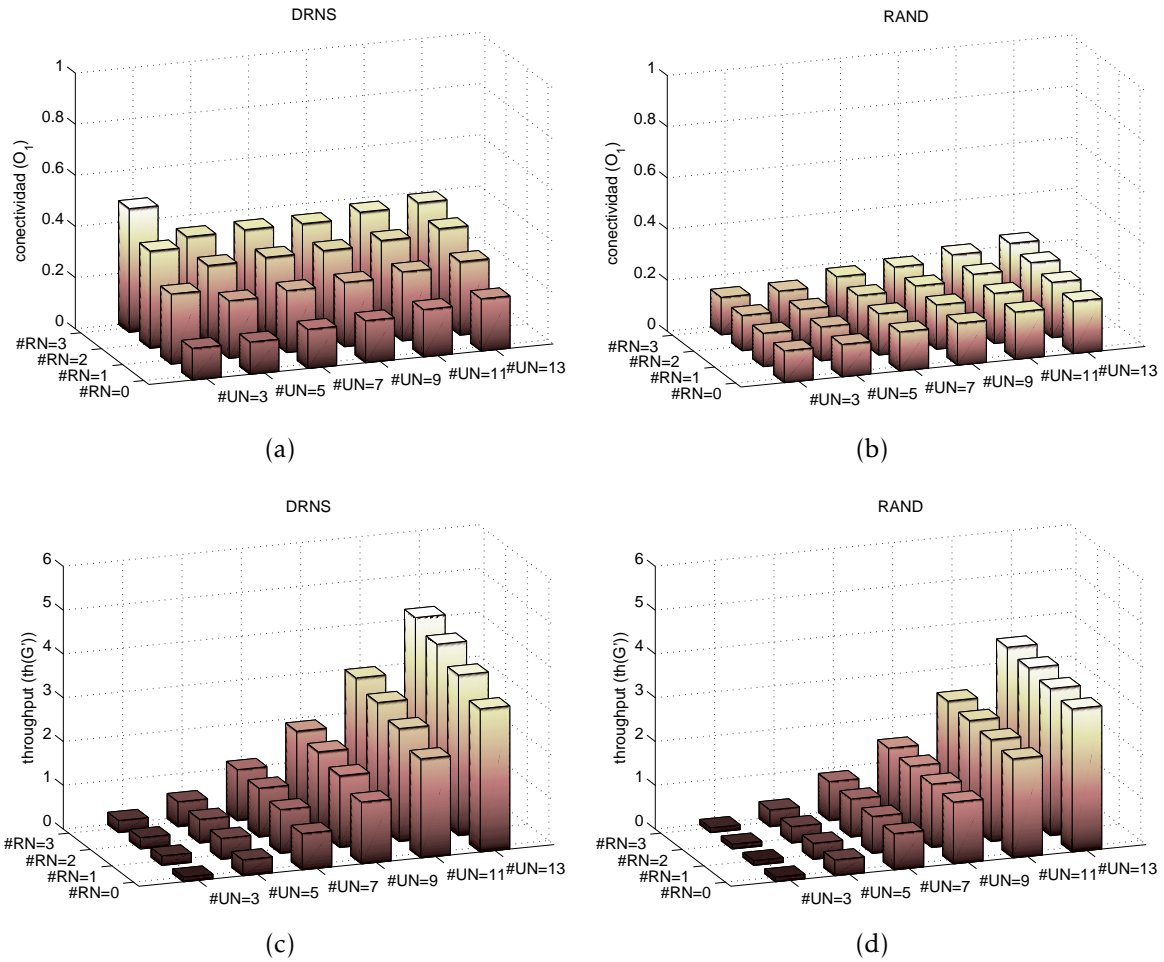 DRNS
1
0.8
0.6
0.4
0.2
0
conectividad (O₁)
#RN=3
#RN=2
#RN=1
#RN=0
#UN=3
#UN=5
#UN=7
#UN=9
#UN=11
#UN=13
(a)
RAND
1
0.8
0.6
0.4
0.2
0
conectividad (O₁)
#RN=3
#RN=2
#RN=1
#RN=0
#UN=3
#UN=5
#UN=7
#UN=9
#UN=11
#UN=13
(b)
DRNS
6
5
4
3
2
1
0
throughput (th(G'))
#RN=3
#RN=2
#RN=1
#RN=0
#UN=3
#UN=5
#UN=7
#UN=9
#UN=11
#UN=13
(c)
RAND
6
5
4
3
2
1
0
throughput (th(G'))
#RN=3
#RN=2
#RN=1
#RN=0
#UN=3
#UN=5
#UN=7
#UN=9
#UN=11
#UN=13
(d)